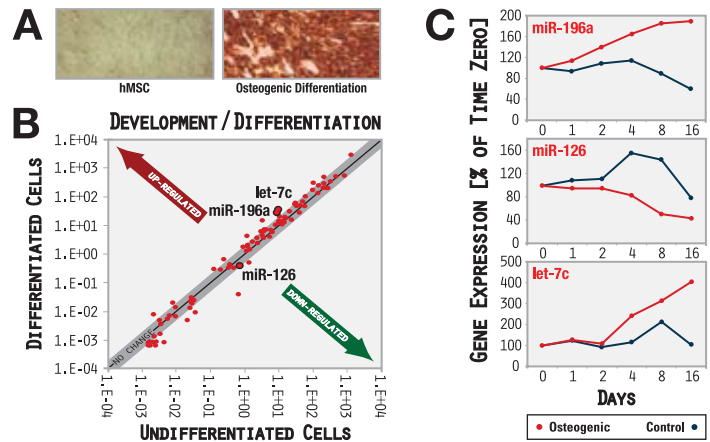 A
hMSC
Osteogenic Differentiation
B
DEVELOPMENT/DIFFERENTIATION
DIFFERENTIATED CELLS
1.E+04
1.E+03
1.E+02
1.E+01
1.E+00
1.E-01
1.E-02
1.E-03
1.E-04
UP-REGULATED
let-7c
miR-196a
miR-126
DOWN-REGULATED
NO CHANGE
1.E-04
1.E-03
1.E-02
1.E-01
1.E+00
1.E+01
1.E+02
1.E+03
1.E+04
UNDIFFERENTIATED CELLS
C
GENE EXPRESSION [% OF TIME ZERO]
miR-196a
200
160
120
80
40
0
0 1 2 4 8 16
miR-126
160
120
80
40
0
0 1 2 4 8 16
let-7c
500
400
300
200
100
0
0 1 2 4 8 16
DAYS
Osteogenic Control